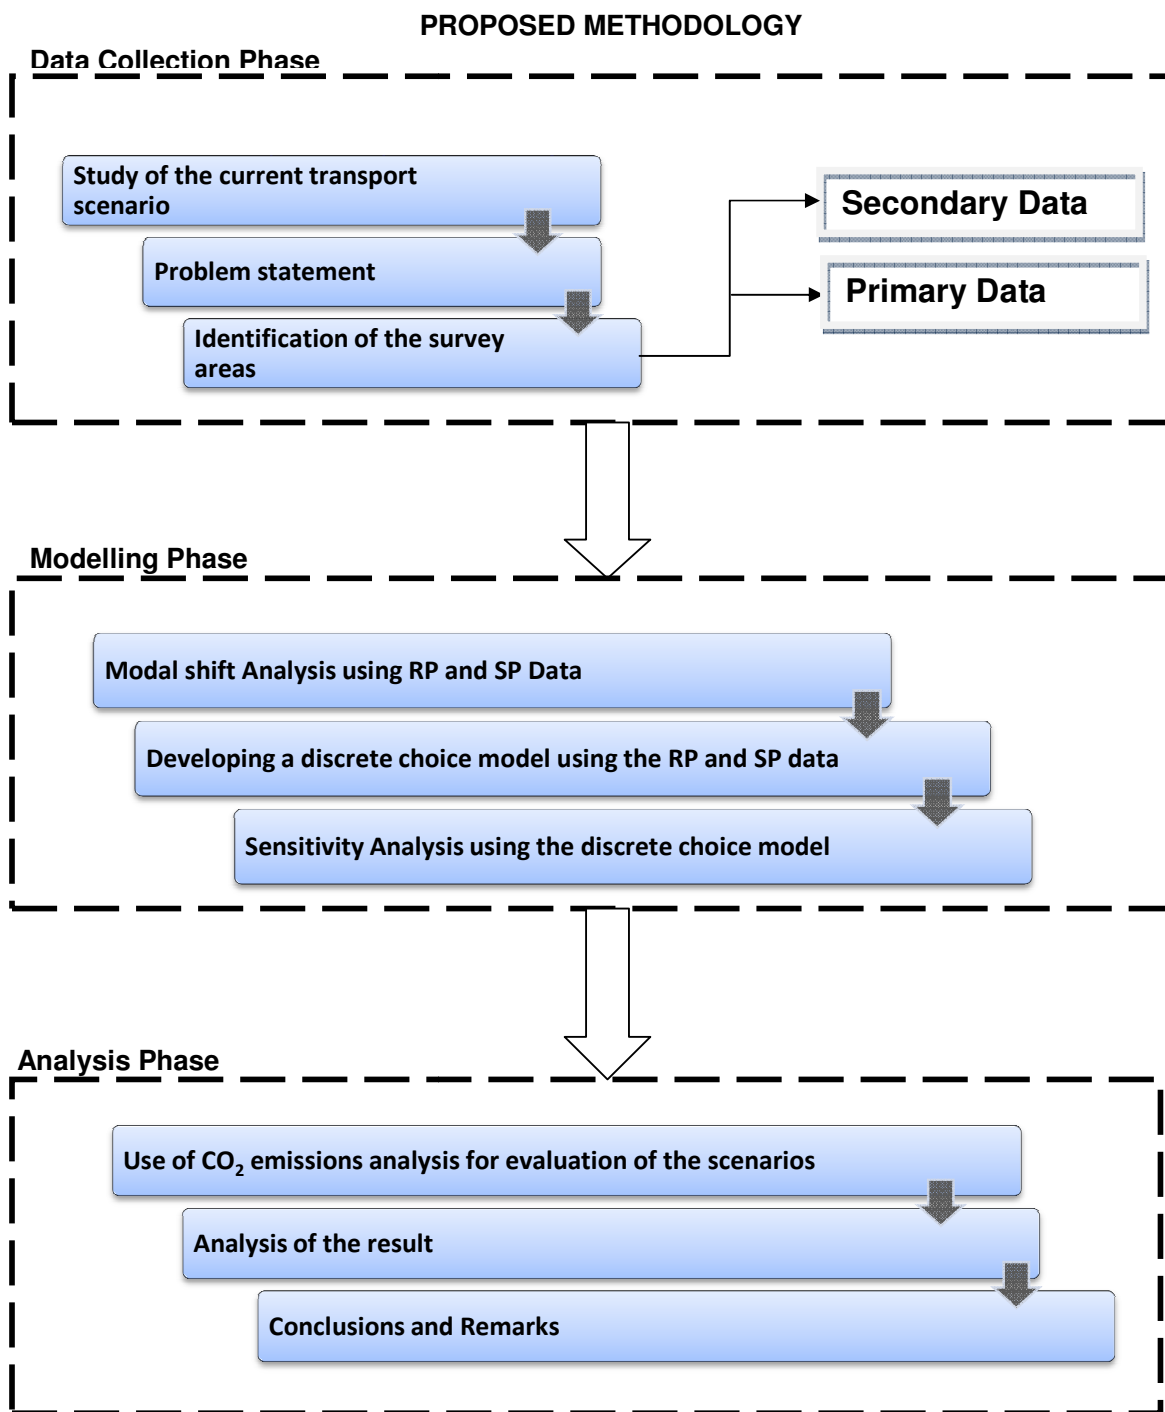 PROPOSED METHODOLOGY
Data Collection Phase
Study of the current transport
scenario
Problem statement
Identification of the survey
areas
Secondary Data
Primary Data
Modelling Phase
Modal shift Analysis using RP and SP Data
Developing a discrete choice model using the RP and SP data
Sensitivity Analysis using the discrete choice model
Analysis Phase
Use of CO₂ emissions analysis for evaluation of the scenarios
Analysis of the result
Conclusions and Remarks